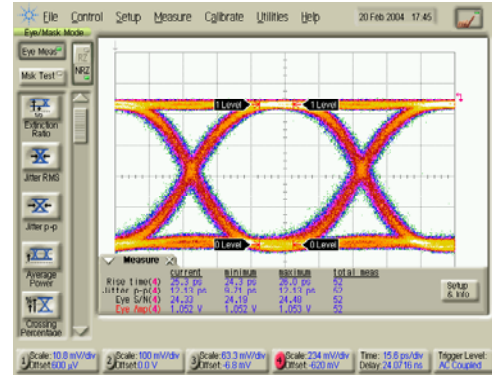 File Control Setup Measure Calibrate Utilities Help 20 Feb 2004 17:45
Eye/Mask Mode
Eye Meas
RZ
NRZ
Msk Test
Extinction Ratio
Jitter RMS
Jitter p-p
Average Power
Crossing Percentage
1 Level 1 Level
0 Level 0 Level
Measure
current minimum maximum total meas
Rise time(4) 25.3 ps 24.3 ps 26.0 ps 52
Jitter p-p(4) 12.13 ps 9.71 ps 12.13 ps 52
Eye S/N(4) 24.33 24.19 24.48 52
Eye Amp(4) 1.052 V 1.052 V 1.053 V 52
Setup & Info
1 Scale:10.8 mV/div Offset:600 µV
2 Scale:100 mV/div Offset:0.0 V
3 Scale:63.3 mV/div Offset:-6.8 mV
4 Scale:234 mV/div Offset:-620 mV
Time: 15.6 ps/div Delay:24.0716 ns
Trigger Level: AC Coupled